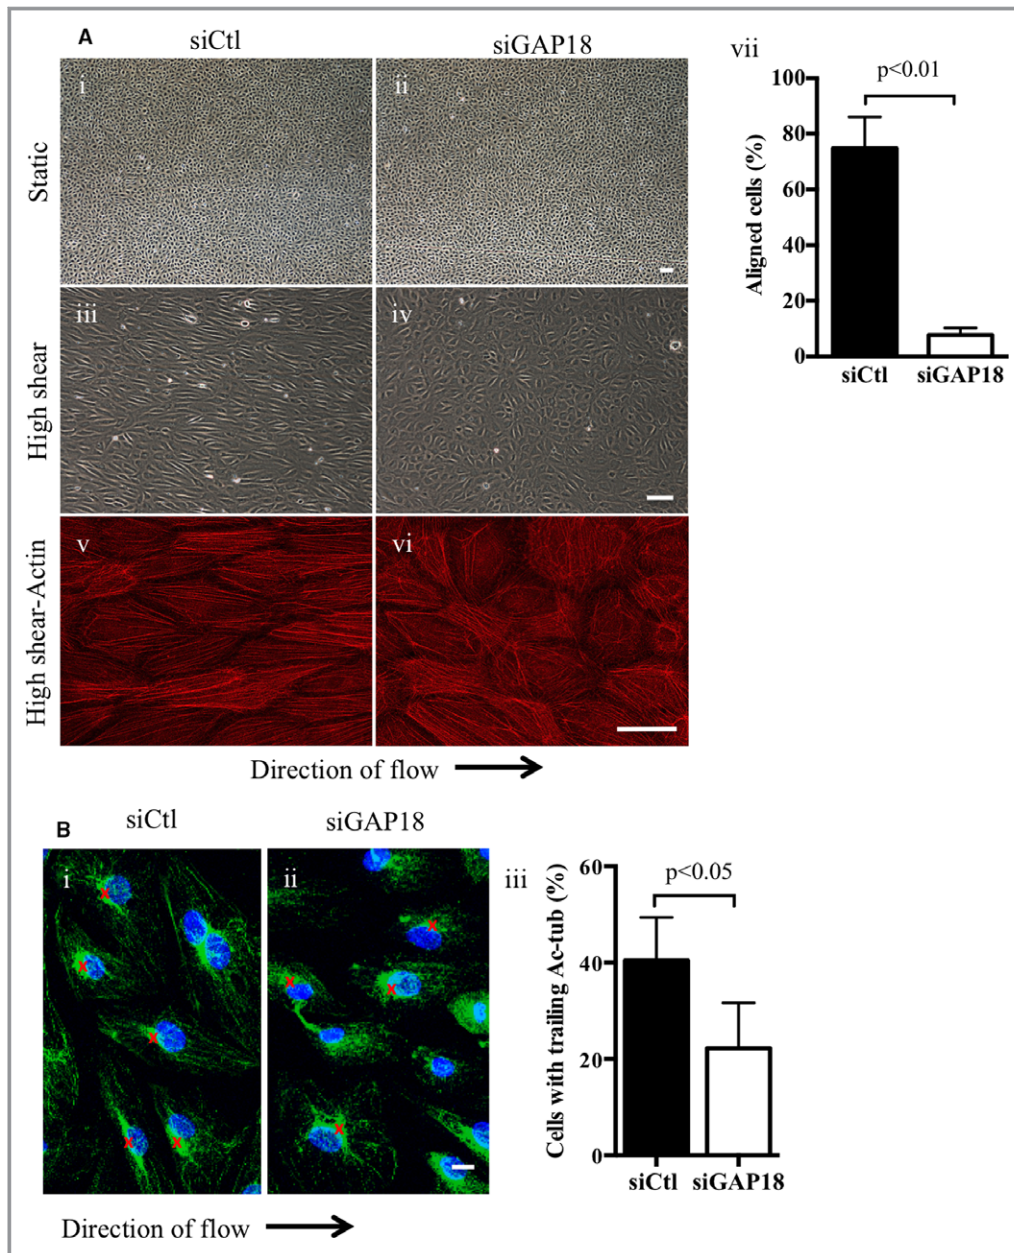 A
siCtl
siGAP18
Static
i
ii
High shear
iii
iv
High shear-Actin
v
vi
Direction of flow
vii
p<0.01
Aligned cells (%)
100
80
60
40
20
0
siCtl siGAP18
B
siCtl
siGAP18
i
ii
x
x
x
x
x
x
x
x
x
Direction of flow
iii
p<0.05
Cells with trailing Ac-tub (%)
60
40
20
0
siCtl siGAP18